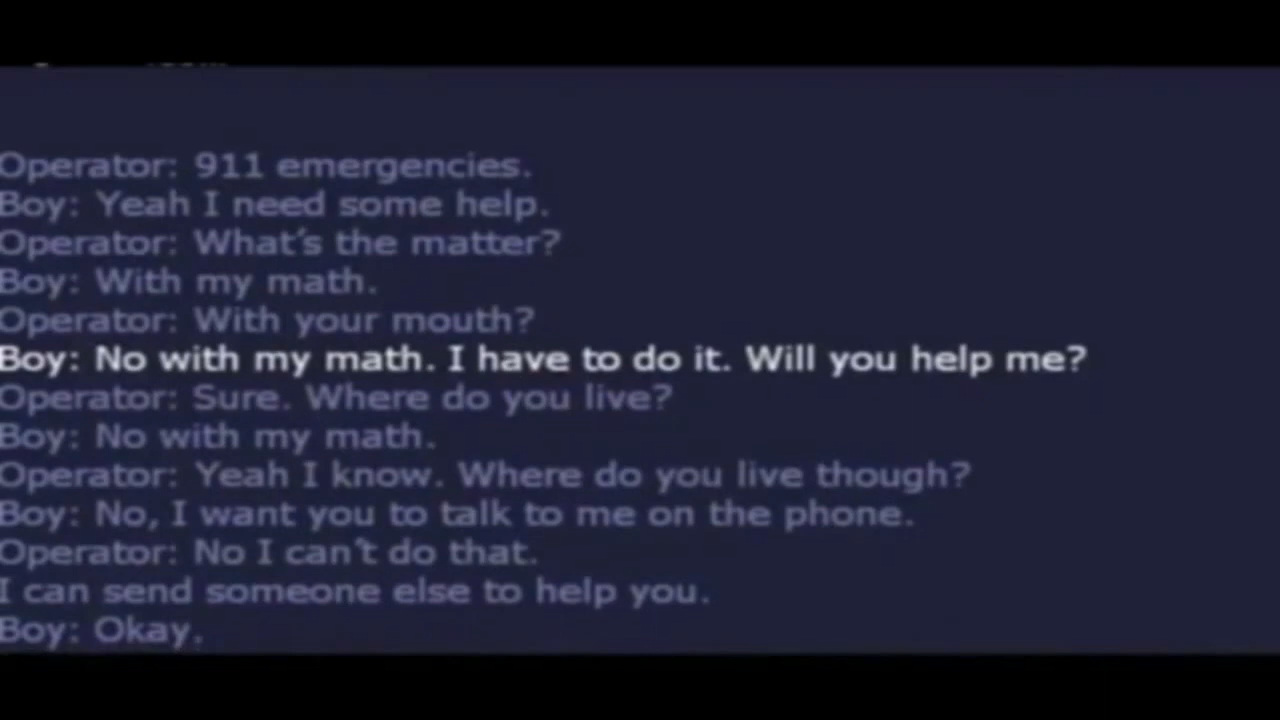 Operator: 911 emergencies.
Boy: Yeah I need some help.
Operator: What's the matter?
Boy: With my math.
Operator: With your mouth?
Boy: No with my math. I have to do it. Will you help me?
Operator: Sure. Where do you live?
Boy: No with my math.
Operator: Yeah I know. Where do you live though?
Boy: No, I want you to talk to me on the phone.
Operator: No I can't do that.
I can send someone else to help you.
Boy: Okay.